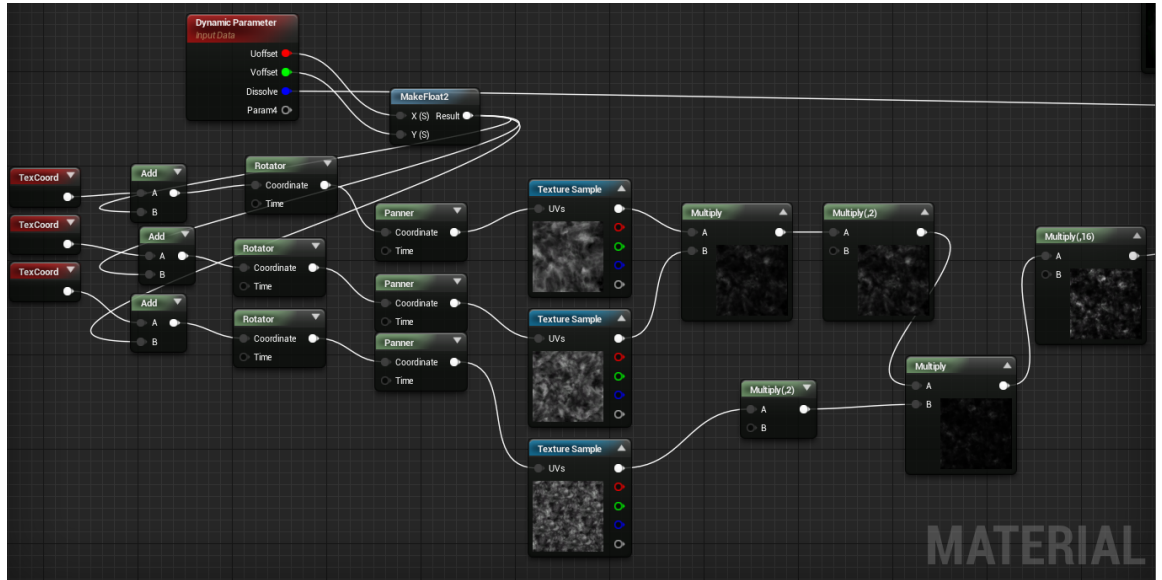 Dynamic Parameter
Input Data
Uoffset
Voffset
Dissolve
Param4
MakeFloat2
X (S) Result
Y (S)
TexCoord
TexCoord
TexCoord
Add
A
B
Add
A
B
Add
A
B
Rotator
Coordinate
Time
Rotator
Coordinate
Time
Rotator
Coordinate
Time
Panner
Coordinate
Time
Panner
Coordinate
Time
Panner
Coordinate
Time
Texture Sample
UVs
Texture Sample
UVs
Texture Sample
UVs
Multiply
A
B
Multiply(,2)
A
B
Multiply(,2)
A
B
Multiply
A
B
Multiply(,16)
A
B
MATERIAL